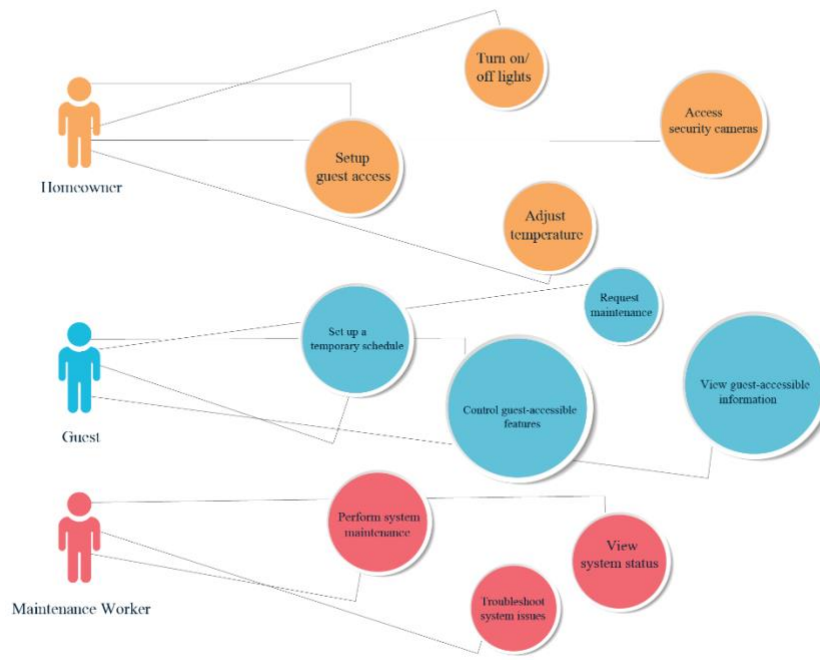 Turn on/
off lights
Access
security cameras
Setup
guest access
Homeowner
Adjust
temperature
Request
maintenance
Set up a
temporary schedule
View guest-accessible
information
Control guest-accessible
features
Guest
Perform system
maintenance
View
system status
Troubleshoot
system issues
Maintenance Worker